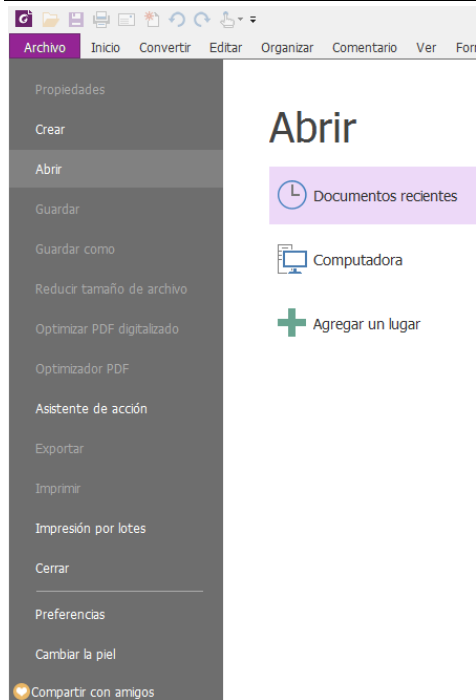 Archivo Inicio Convertir Editar Organizar Comentario Ver
Propiedades
Crear
Abrir
Guardar
Guardar como
Reducir tamaño de archivo
Optimizar PDF digitalizado
Optimizador PDF
Asistente de acción
Exportar
Imprimir
Impresión por lotes
Cerrar
Preferencias
Cambiar la piel
Compartir con amigos
Abrir
Documentos recientes
Computadora
Agregar un lugar